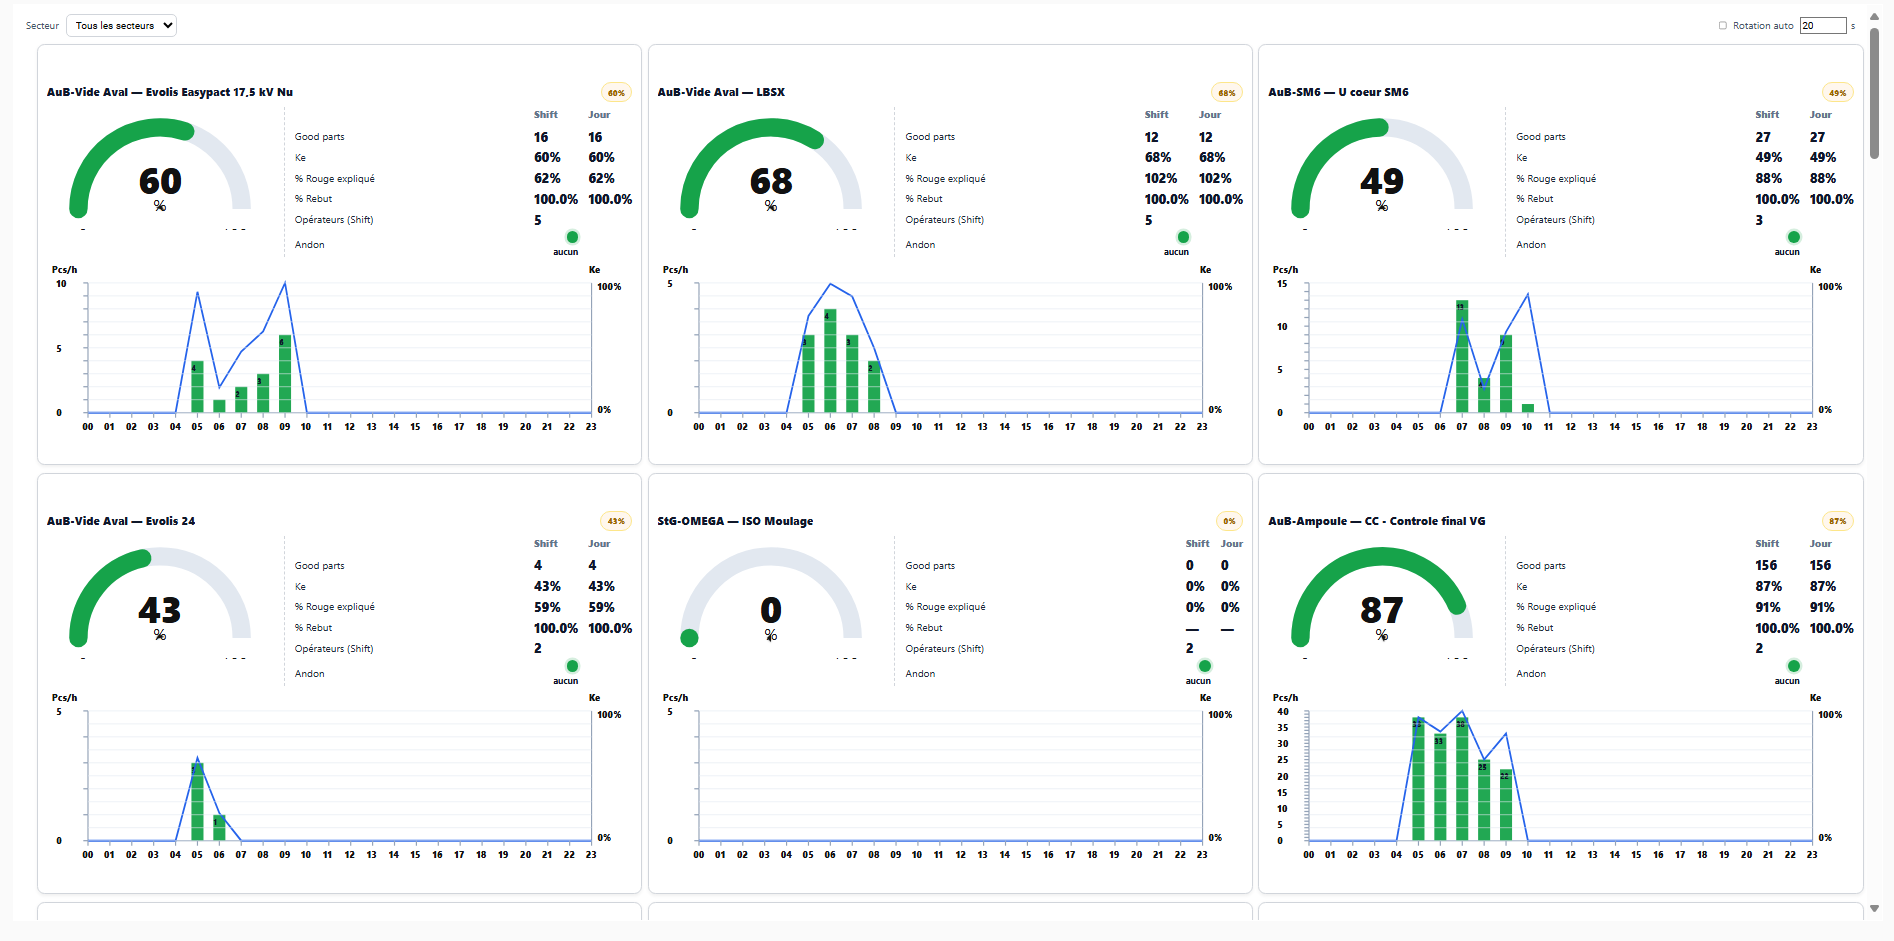 Secteur Tous les secteurs Rotation auto 20 s
AuB-Vide Aval — Evolis Easypact 17,5 kV Nu 60%
60
%
Shift Jour
Good parts 16 16
Ke 60% 60%
% Rouge expliqué 62% 62%
% Rebut 100.0% 100.0%
Opérateurs (Shift) 5
Andon aucun
Pcs/h Ke
10 100%
5
0 0%
4 2 3 6
00 01 02 03 04 05 06 07 08 09 10 11 12 13 14 15 16 17 18 19 20 21 22 23
AuB-Vide Aval — LBSX 68%
68
%
Shift Jour
Good parts 12 12
Ke 68% 68%
% Rouge expliqué 102% 102%
% Rebut 100.0% 100.0%
Opérateurs (Shift) 5
Andon aucun
Pcs/h Ke
5 100%
0 0%
3 4 3 2
00 01 02 03 04 05 06 07 08 09 10 11 12 13 14 15 16 17 18 19 20 21 22 23
AuB-SM6 — U coeur SM6 49%
49
%
Shift Jour
Good parts 27 27
Ke 49% 49%
% Rouge expliqué 88% 88%
% Rebut 100.0% 100.0%
Opérateurs (Shift) 3
Andon aucun
Pcs/h Ke
15 100%
10
5
0 0%
13 4 9
00 01 02 03 04 05 06 07 08 09 10 11 12 13 14 15 16 17 18 19 20 21 22 23
AuB-Vide Aval — Evolis 24 43%
43
%
Shift Jour
Good parts 4 4
Ke 43% 43%
% Rouge expliqué 59% 59%
% Rebut 100.0% 100.0%
Opérateurs (Shift) 2
Andon aucun
Pcs/h Ke
5 100%
0 0%
3 1
00 01 02 03 04 05 06 07 08 09 10 11 12 13 14 15 16 17 18 19 20 21 22 23
StG-OMEGA — ISO Moulage 0%
0
%
Shift Jour
Good parts 0 0
Ke 0% 0%
% Rouge expliqué 0% 0%
% Rebut — —
Opérateurs (Shift) 2
Andon aucun
Pcs/h Ke
5 100%
0 0%
00 01 02 03 04 05 06 07 08 09 10 11 12 13 14 15 16 17 18 19 20 21 22 23
AuB-Ampoule — CC - Controle final VG 87%
87
%
Shift Jour
Good parts 156 156
Ke 87% 87%
% Rouge expliqué 91% 91%
% Rebut 100.0% 100.0%
Opérateurs (Shift) 2
Andon aucun
Pcs/h Ke
40 100%
35
30
25
20
15
10
5
0 0%
38 33 38 25 22
00 01 02 03 04 05 06 07 08 09 10 11 12 13 14 15 16 17 18 19 20 21 22 23